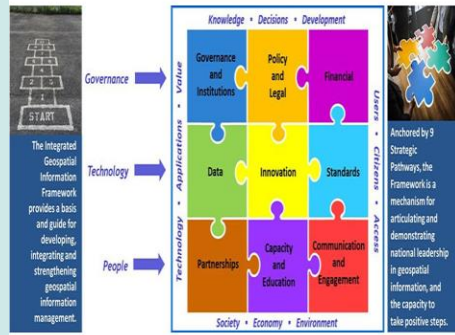 Knowledge • Decisions • Development
START
The Integrated
Geospatial
Information
Framework
provides a basis
and guide for
developing,
integrating and
strengthening
geospatial
information
management.
Governance
Technology
People
Technology • Applications • Value
Governance
and
Institutions
Policy
and
Legal
Financial
Data
Innovation
Standards
Partnerships
Capacity
and
Education
Communication
and
Engagement
Users • Citizens • Access
Society • Economy • Environment
Anchored by 9
Strategic
Pathways, the
Framework is a
mechanism for
articulating and
demonstrating
national leadership
in geospatial
information, and
the capacity to
take positive steps.